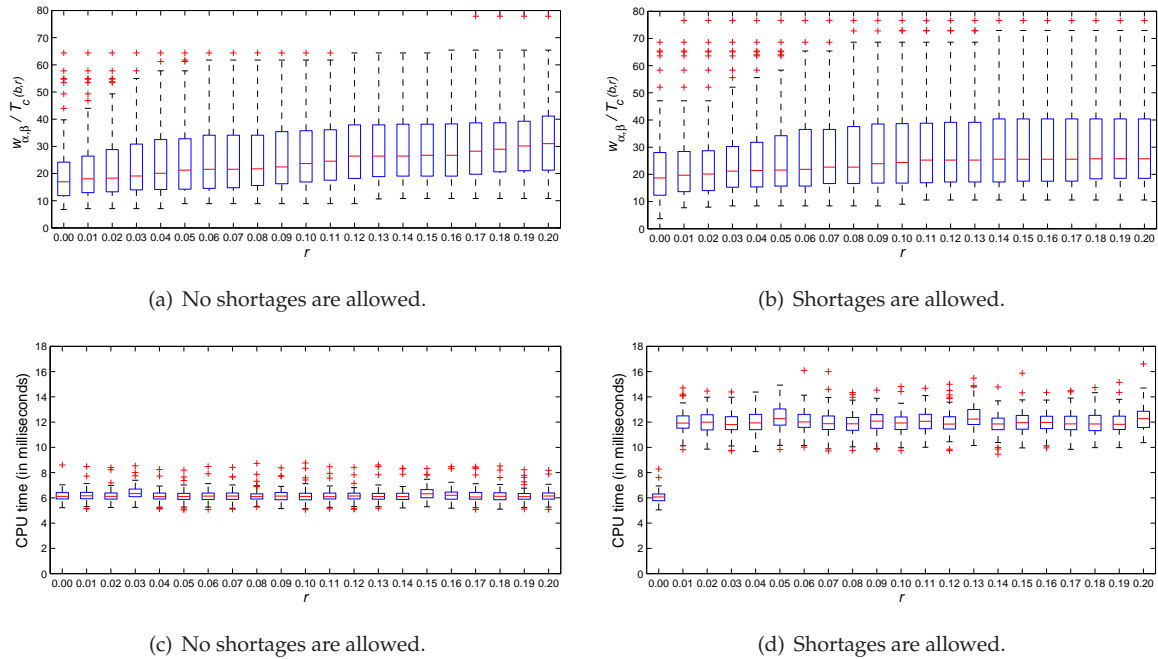 80
70
60
50
40
30
20
10
0
w_α,β / T_c^(b,r)
0.00 0.01 0.02 0.03 0.04 0.05 0.06 0.07 0.08 0.09 0.10 0.11 0.12 0.13 0.14 0.15 0.16 0.17 0.18 0.19 0.20
r
(a) No shortages are allowed.
80
70
60
50
40
30
20
10
0
w_α,β / T_c^(b,r)
0.00 0.01 0.02 0.03 0.04 0.05 0.06 0.07 0.08 0.09 0.10 0.11 0.12 0.13 0.14 0.15 0.16 0.17 0.18 0.19 0.20
r
(b) Shortages are allowed.
18
16
14
12
10
8
6
4
2
0
CPU time (in milliseconds)
0.00 0.01 0.02 0.03 0.04 0.05 0.06 0.07 0.08 0.09 0.10 0.11 0.12 0.13 0.14 0.15 0.16 0.17 0.18 0.19 0.20
r
(c) No shortages are allowed.
18
16
14
12
10
8
6
4
2
0
CPU time (in milliseconds)
0.00 0.01 0.02 0.03 0.04 0.05 0.06 0.07 0.08 0.09 0.10 0.11 0.12 0.13 0.14 0.15 0.16 0.17 0.18 0.19 0.20
r
(d) Shortages are allowed.